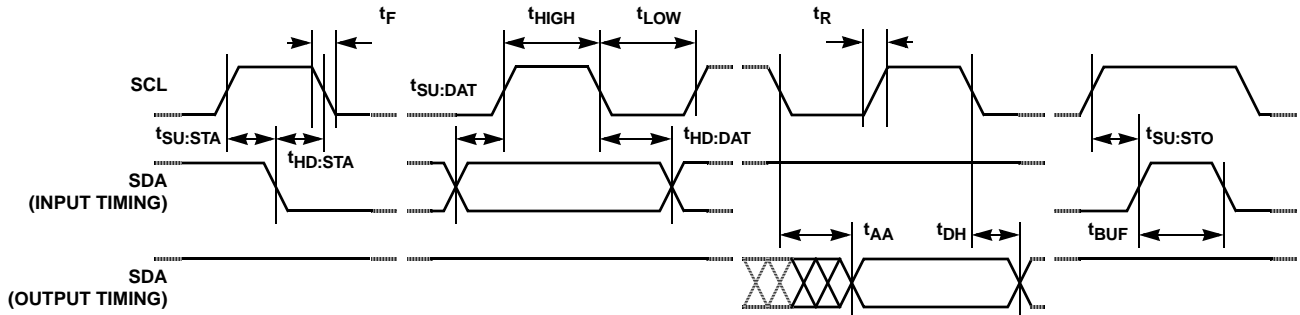 tF
tHIGH
tLOW
tR
SCL
tSU:DAT
tSU:STA
tHD:STA
tHD:DAT
tSU:STO
SDA
(INPUT TIMING)
tAA
tDH
tBUF
SDA
(OUTPUT TIMING)